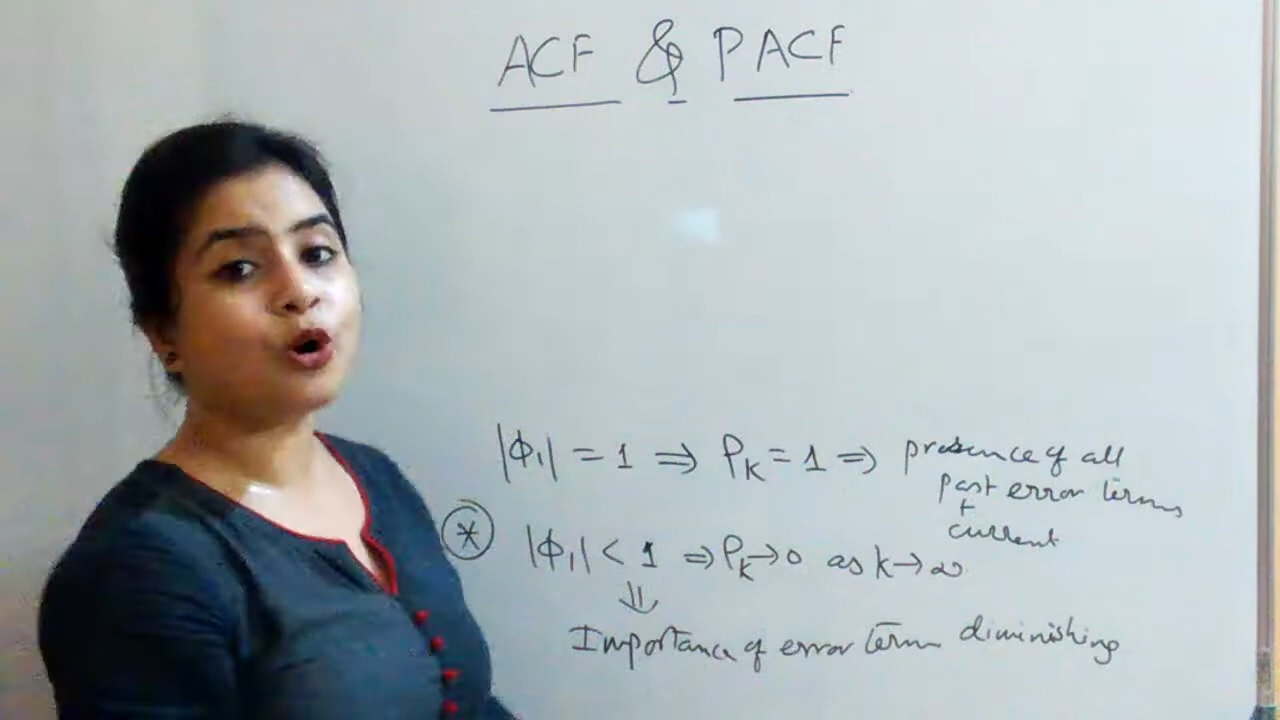 ACF & PACF
|ϕ₁| = 1 ⇒ ρₖ = 1 ⇒ presence of all
past error terms
+
current
* |ϕ₁| < 1 ⇒ ρₖ → 0 as k → ∞
⇓
Importance of error term diminishing